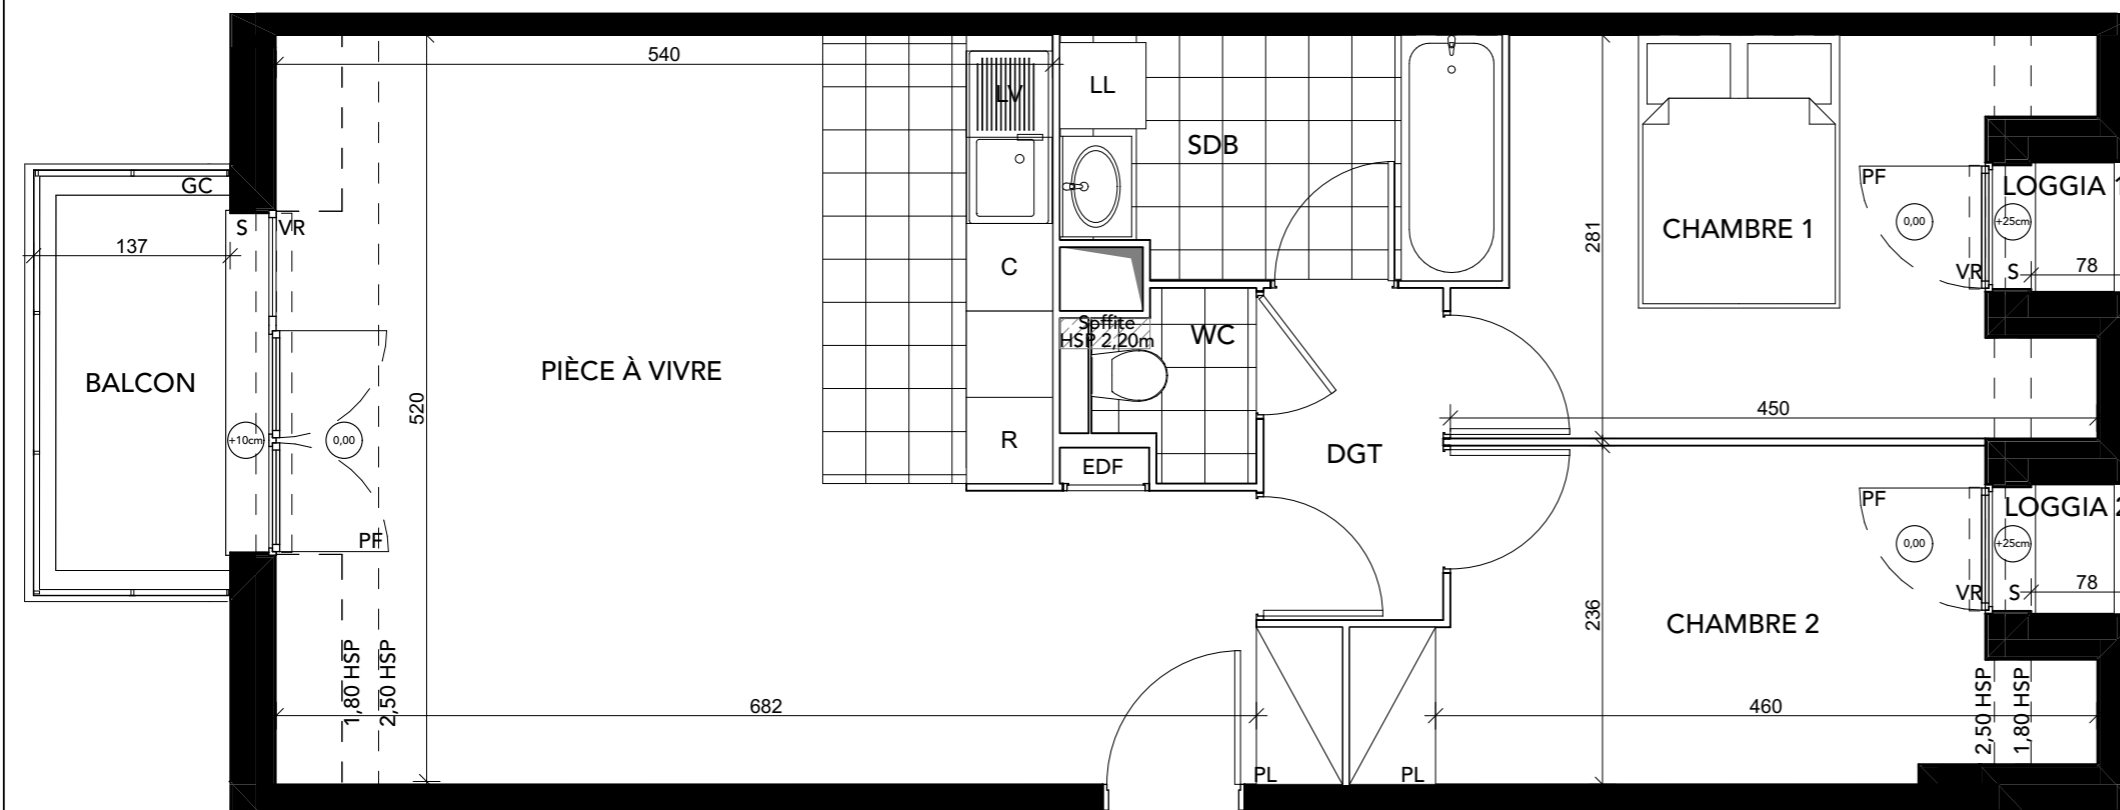 540
LV
LL
SDB
GC
S
VR
137
BALCON
+10cm
0,00
PF
520
PIÈCE À VIVRE
C
R
Soffite
HSP 2,20m
WC
EDF
DGT
281
CHAMBRE 1
PF
0,00
VR
LOGGIA 1
+25cm
S
78
450
PF
0,00
VR
LOGGIA 2
+25cm
S
78
236
CHAMBRE 2
1,80 HSP
2,50 HSP
682
PL
PL
460
2,50 HSP
1,80 HSP